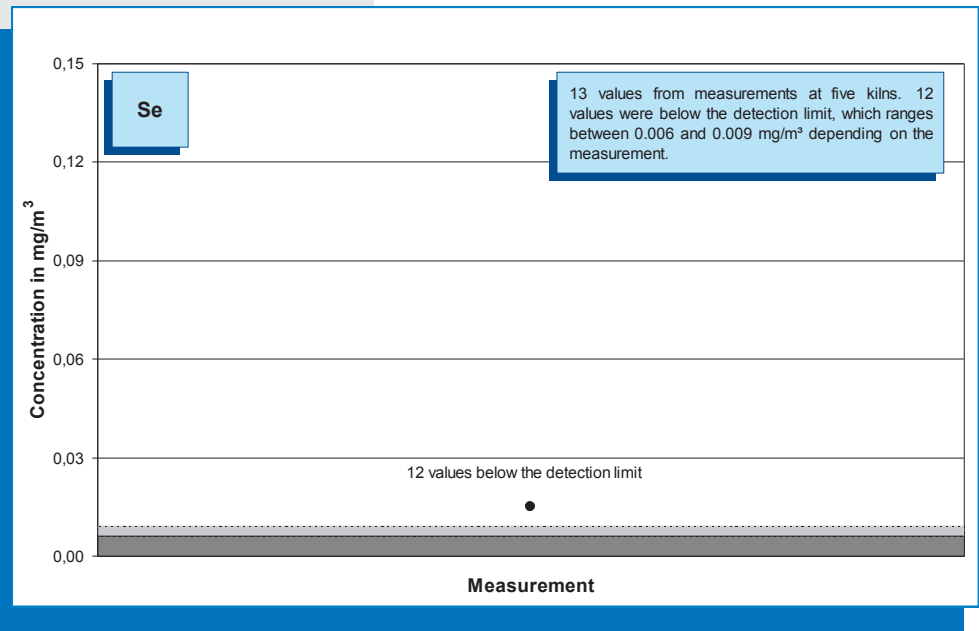 Se
13 values from measurements at five kilns. 12
values were below the detection limit, which ranges
between 0.006 and 0.009 mg/m³ depending on the
measurement.
Concentration in mg/m³
0,15
0,12
0,09
0,06
0,03
0,00
12 values below the detection limit
Measurement